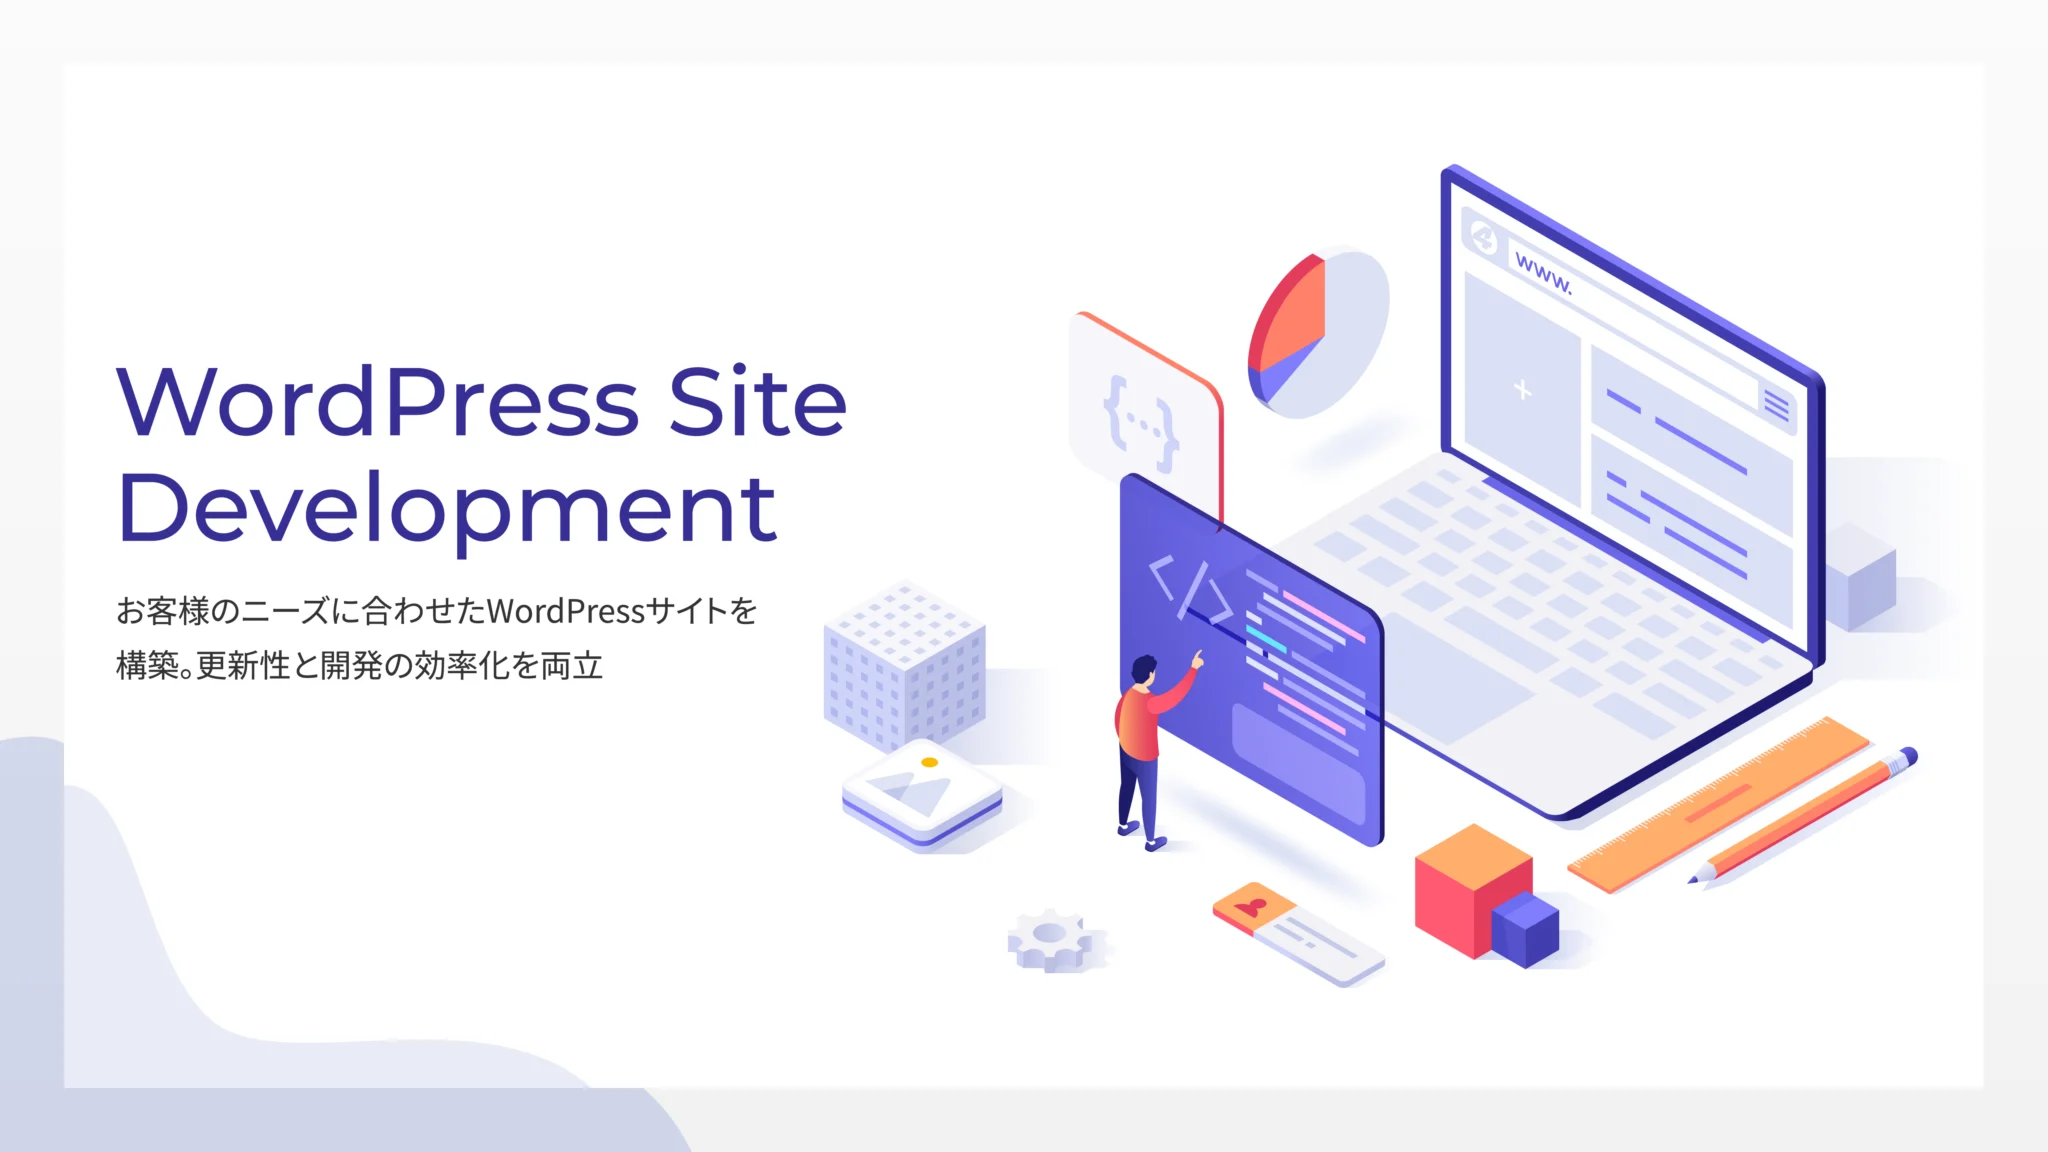 WordPress Site
Development
お客様のニーズに合わせたWordPressサイトを
構築。更新性と開発の効率化を両立
4
www.
{···}
</>